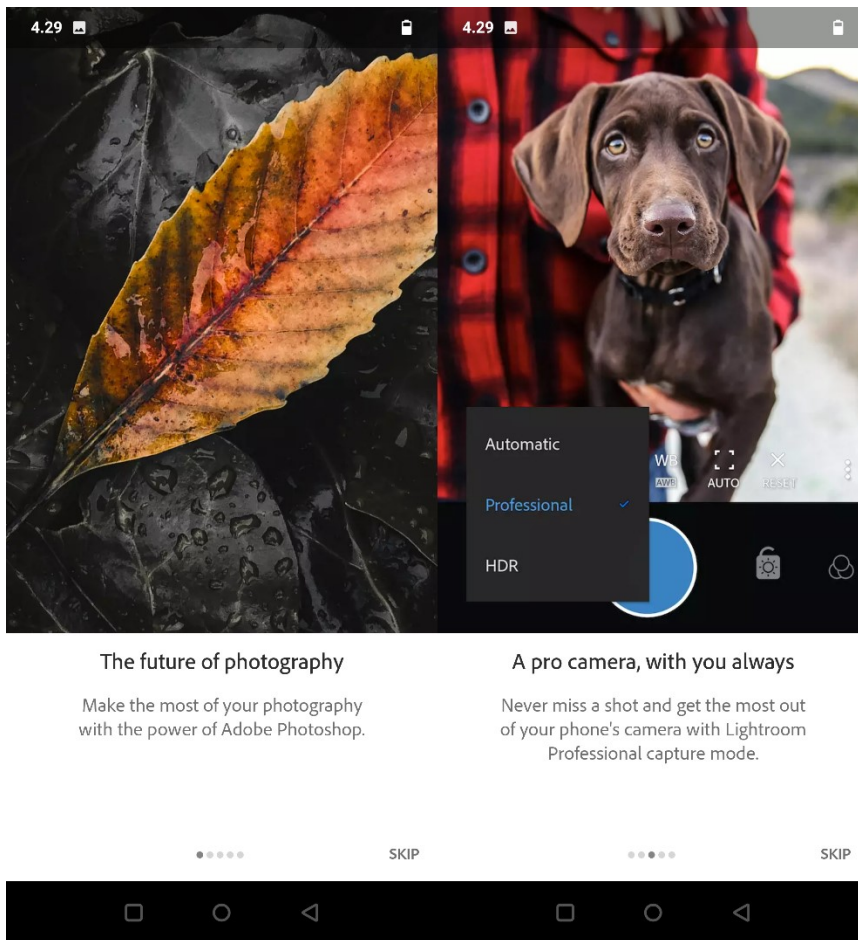 4.29
The future of photography
Make the most of your photography
with the power of Adobe Photoshop.
SKIP
4.29
Automatic
Professional
HDR
WB
AWB
AUTO
RESET
A pro camera, with you always
Never miss a shot and get the most out
of your phone's camera with Lightroom
Professional capture mode.
SKIP